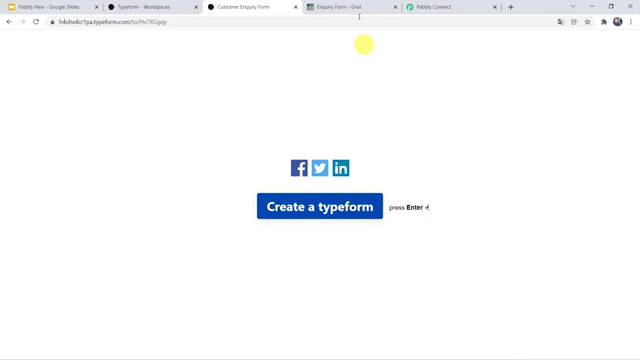 Pabbly New - Google Slides
Typeform - Workspaces
Customer Enquiry Form
Enquiry Form - Grist
Pabbly Connect
h4ohx4cr1pa.typeform.com/to/Hv7XGgqy
Create a typeform
press Enter ↵